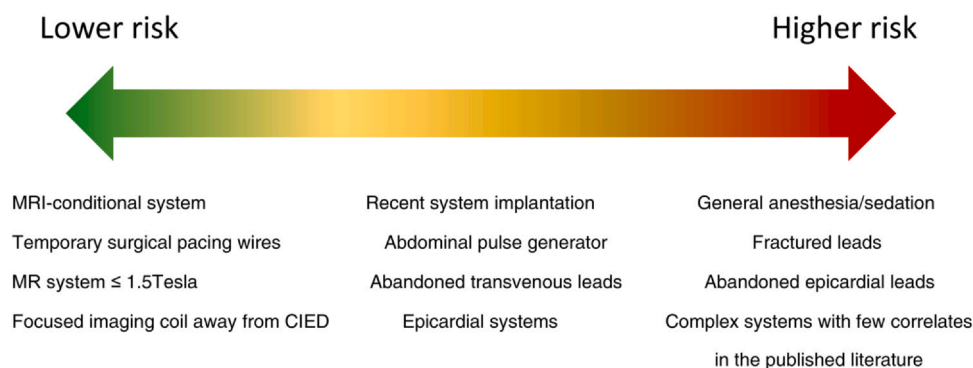 Lower risk
Higher risk
MRI-conditional system
Recent system implantation
General anesthesia/sedation
Temporary surgical pacing wires
Abdominal pulse generator
Fractured leads
MR system ≤ 1.5Tesla
Abandoned transvenous leads
Abandoned epicardial leads
Focused imaging coil away from CIED
Epicardial systems
Complex systems with few correlates
in the published literature